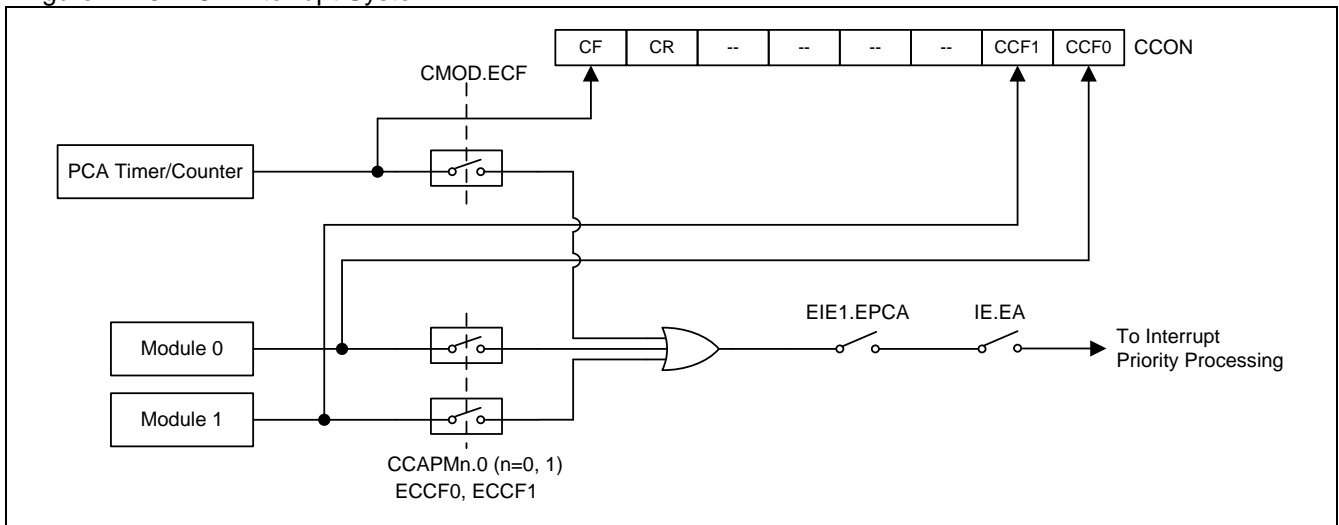 CF CR -- -- -- -- CCF1 CCF0 CCON
CMOD.ECF
PCA Timer/Counter
EIE1.EPCA IE.EA
Module 0
To Interrupt
Priority Processing
Module 1
CCAPMn.0 (n=0, 1)
ECCF0, ECCF1